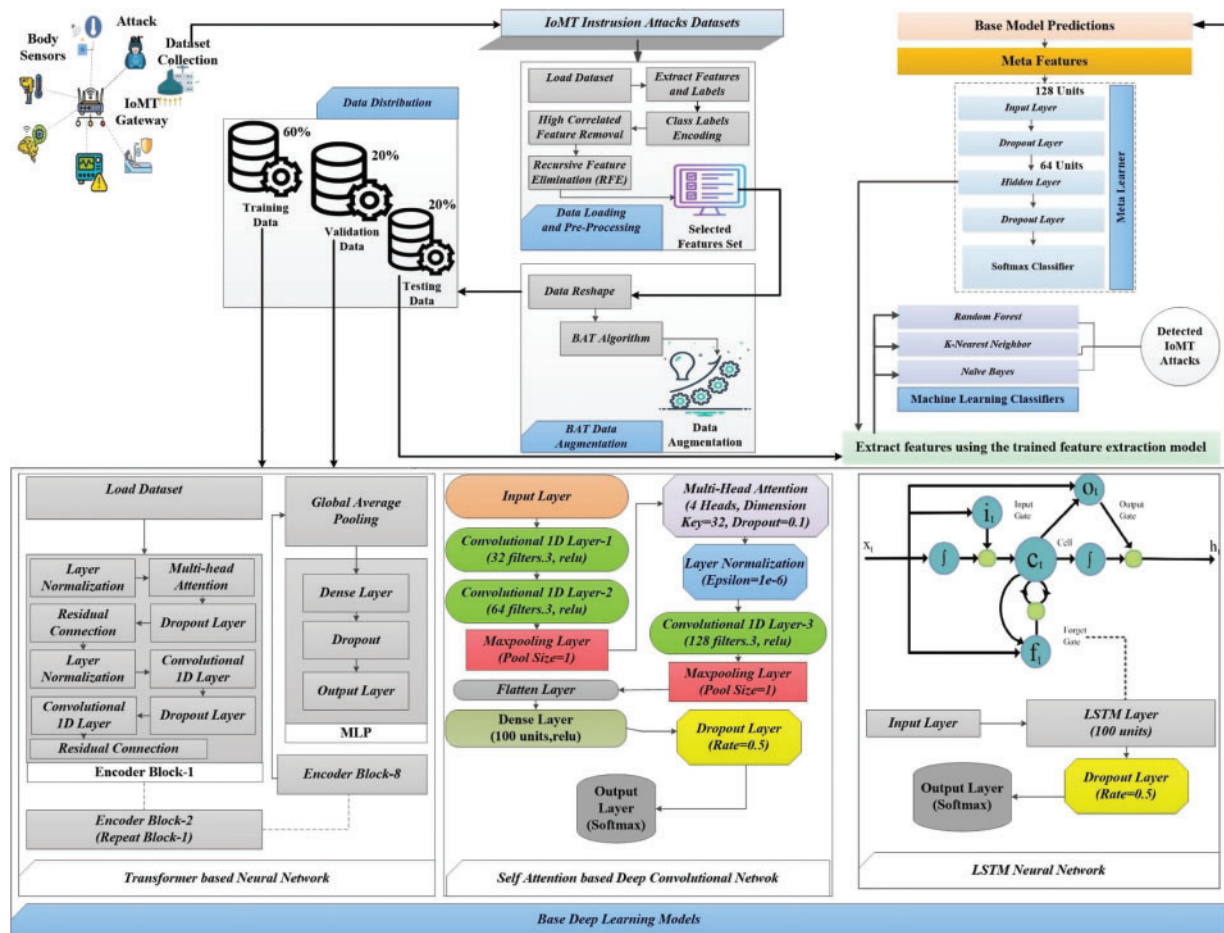 Body
Sensors
Attack
Dataset
Collection
IoMT
Gateway
IoMT Instrusion Attacks Datasets
Load Dataset
Extract Features
and Labels
High Correlated
Feature Removal
Class Labels
Encoding
Recursive Feature
Elimination (RFE)
Data Loading
and Pre-Processing
Selected
Features Set
Data Distribution
60%
20%
20%
Training
Data
Validation
Data
Testing
Data
Data Reshape
BAT Algorithm
BAT Data
Augmentation
Data
Augmentation
Base Model Predictions
Meta Features
128 Units
Input Layer
Dropout Layer
64 Units
Hidden Layer
Dropout Layer
Softmax Classifier
Meta Learner
Random Forest
K-Nearest Neighbor
Naïve Bayes
Machine Learning Classifiers
Detected
IoMT
Attacks
Extract features using the trained feature extraction model
Load Dataset
Layer
Normalization
Multi-head
Attention
Residual
Connection
Dropout Layer
Layer
Normalization
Convolutional
1D Layer
Convolutional
1D Layer
Dropout Layer
Residual Connection
Encoder Block-1
Encoder Block-2
(Repeat Block-1)
Global Average
Pooling
Dense Layer
Dropout
Output Layer
MLP
Encoder Block-8
Transformer based Neural Network
Input Layer
Convolutional 1D Layer-1
(32 filters.3, relu)
Convolutional 1D Layer-2
(64 filters.3, relu)
Maxpooling Layer
(Pool Size=1)
Multi-Head Attention
(4 Heads, Dimension
Key=32, Dropout=0.1)
Layer Normalization
(Epsilon=1e-6)
Convolutional 1D Layer-3
(128 filters.3, relu)
Maxpooling Layer
(Pool Size=1)
Flatten Layer
Dense Layer
(100 units,relu)
Dropout Layer
(Rate=0.5)
Output
Layer
(Softmax)
Self Attention based Deep Convolutional Netwok
xt
it
Input
Gate
ot
Output
Gate
ht
∫
Cell
ct
∫
Forget
Gate
ft
Input Layer
LSTM Layer
(100 units)
Dropout Layer
(Rate=0.5)
Output Layer
(Softmax)
LSTM Neural Network
Base Deep Learning Models